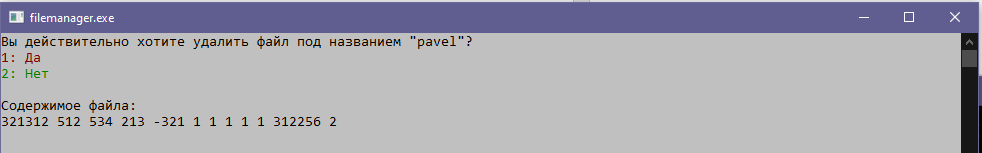 filemanager.exe
Вы действительно хотите удалить файл под названием "pavel"?
1: Да
2: Нет
Содержимое файла:
321312 512 534 213 -321 1 1 1 1 1 312256 2